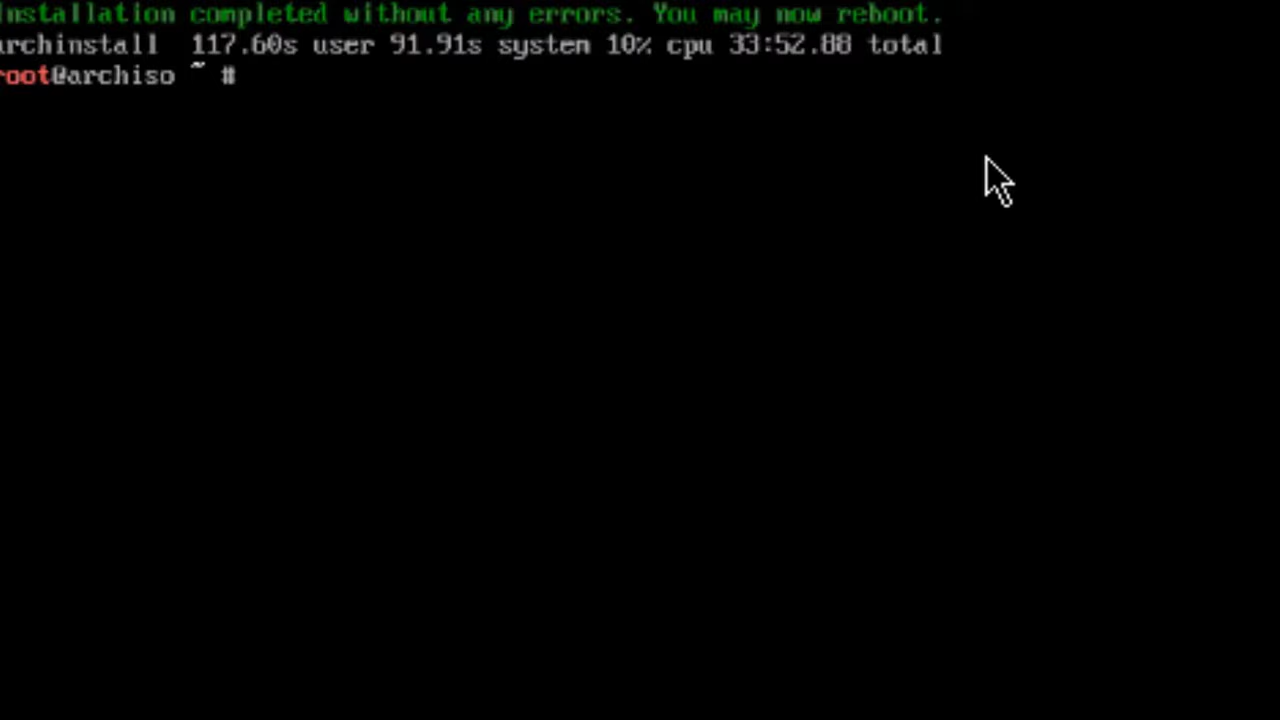 Installation completed without any errors. You may now reboot.
archinstall  117.60s user 91.91s system 10% cpu 33:52.88 total
root@archiso ~ #